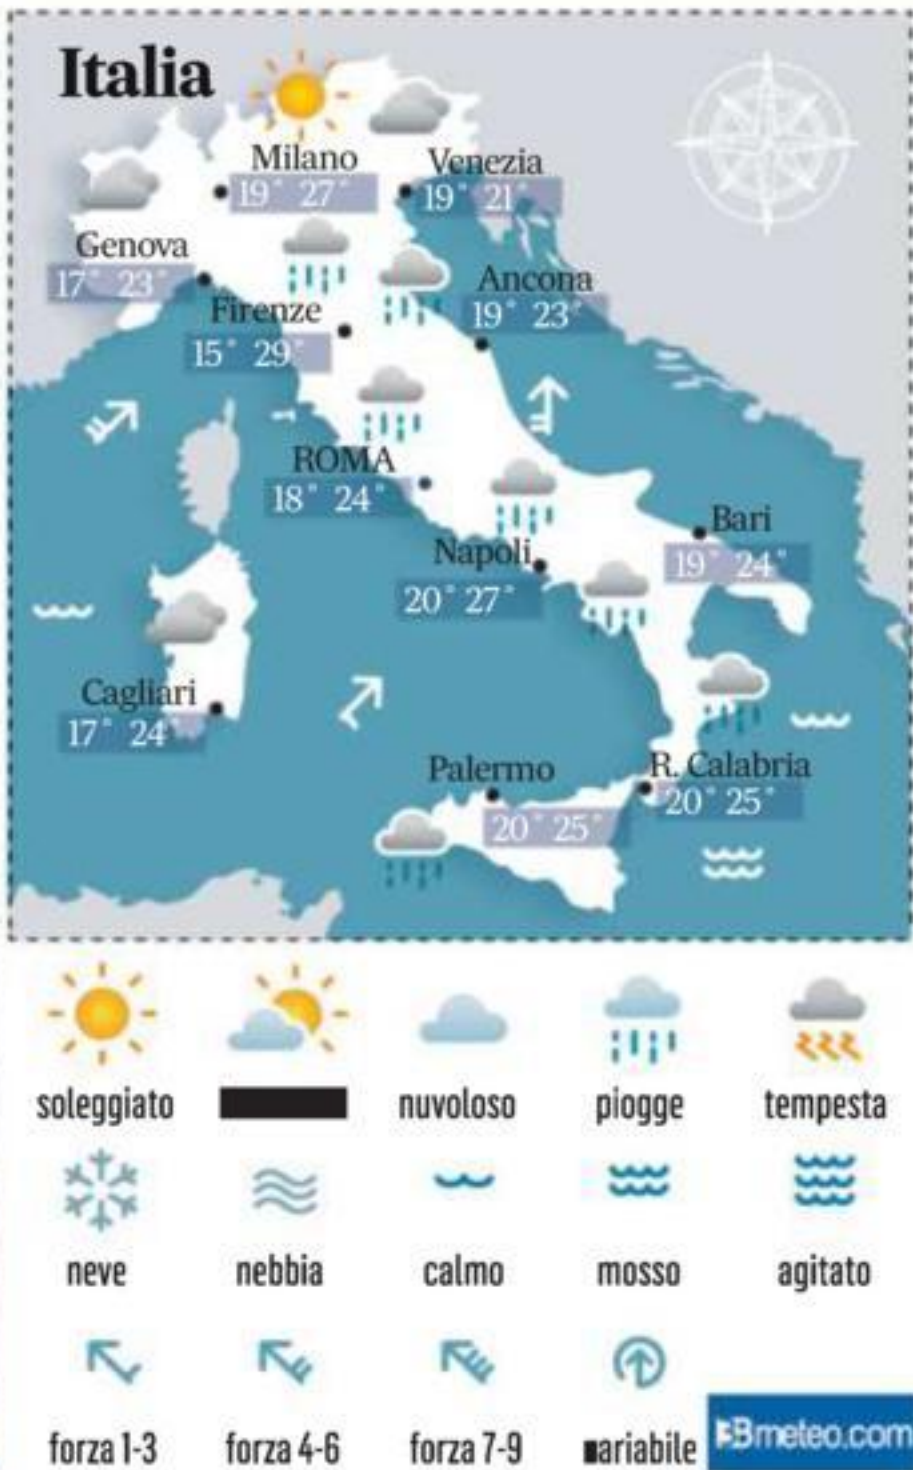 Italia
Milano
19° 27°
Venezia
19° 21°
Genova
17° 23°
Ancona
19° 23°
Firenze
15° 29°
ROMA
18° 24°
Bari
19° 24°
Napoli
20° 27°
Cagliari
17° 24°
Palermo
20° 25°
R. Calabria
20° 25°
soleggiato
nuvoloso
piogge
tempesta
neve
nebbia
calmo
mosso
agitato
forza 1-3
forza 4-6
forza 7-9
ariabile
3Bmeteo.com